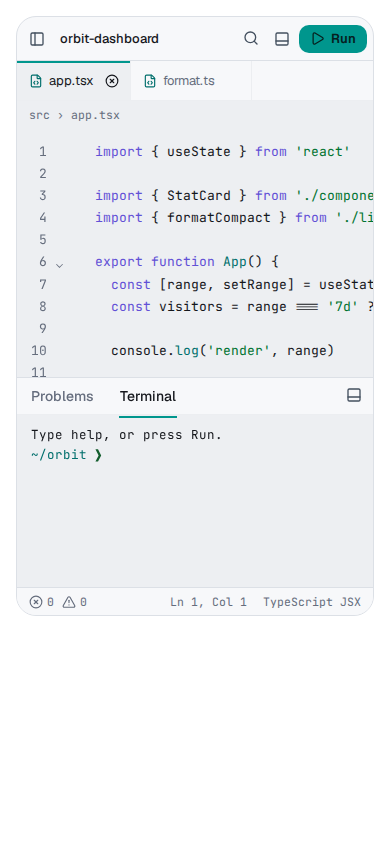 orbit-dashboard
Run
app.tsx
format.ts
src › app.tsx
1 import { useState } from 'react'
2
3 import { StatCard } from './compone
4 import { formatCompact } from './li
5
6 export function App() {
7 const [range, setRange] = useStat
8 const visitors = range === '7d' ?
9
10 console.log('render', range)
11
Problems Terminal
Type help, or press Run.
~/orbit ❯
0 0 Ln 1, Col 1 TypeScript JSX